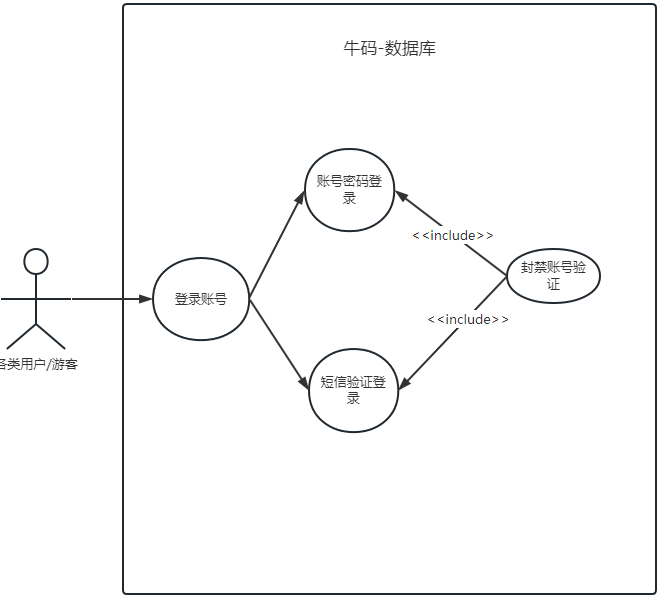 牛码-数据库
账号密码登
录
<<include>>
封禁账号验
证
登录账号
<<include>>
各类用户/游客
短信验证登
录